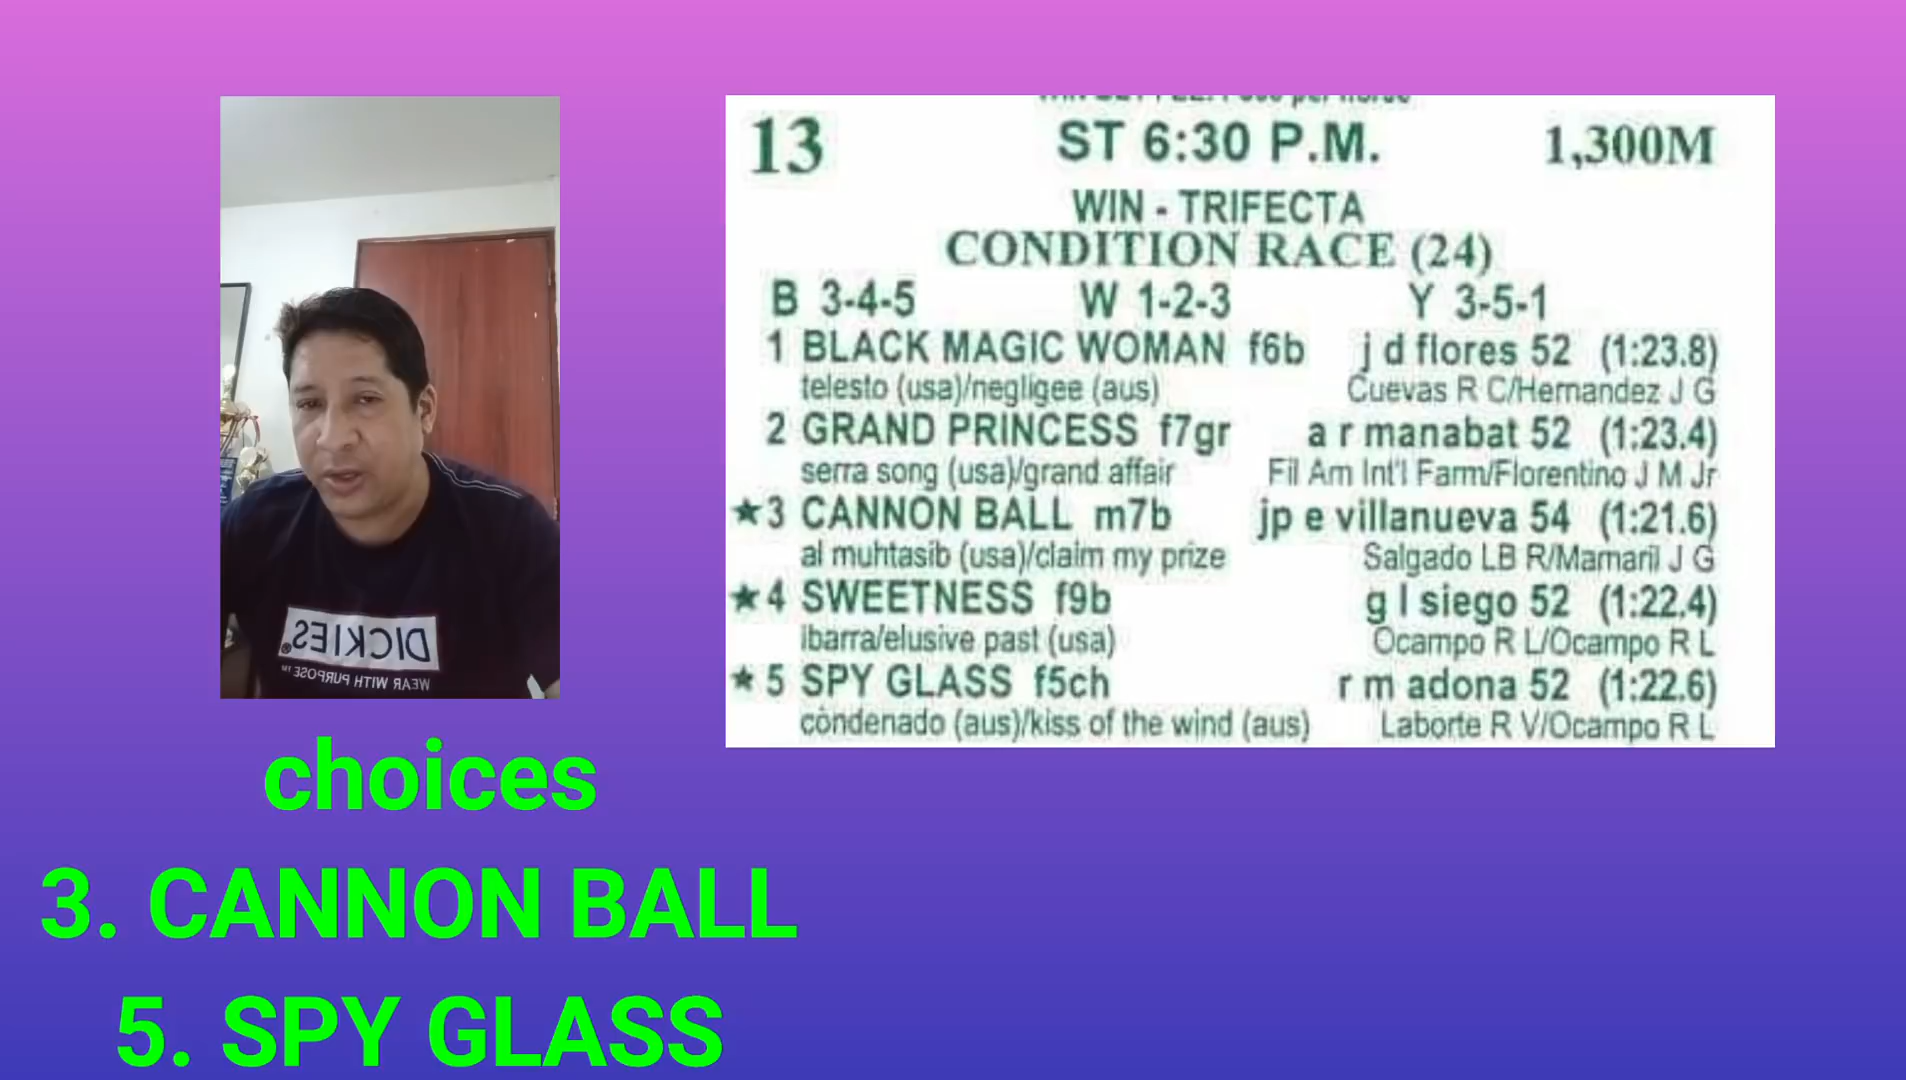 13 ST 6:30 P.M. 1,300M
WIN - TRIFECTA
CONDITION RACE (24)
B 3-4-5 W 1-2-3 Y 3-5-1
1 BLACK MAGIC WOMAN f6b j d flores 52 (1:23.8)
telesto (usa)/negligee (aus) Cuevas R C/Hernandez J G
2 GRAND PRINCESS f7gr a r manabat 52 (1:23.4)
serra song (usa)/grand affair Fil Am Int'l Farm/Florentino J M Jr
★3 CANNON BALL m7b jp e villanueva 54 (1:21.6)
al muhtasib (usa)/claim my prize Salgado LB R/Mamaril J G
★4 SWEETNESS f9b g l siego 52 (1:22.4)
ibarra/elusive past (usa) Ocampo R L/Ocampo R L
★5 SPY GLASS f5ch r m adona 52 (1:22.6)
condenado (aus)/kiss of the wind (aus) Laborte R V/Ocampo R L
DICKIES®
WEAR WITH PURPOSE™
choices
3. CANNON BALL
5. SPY GLASS